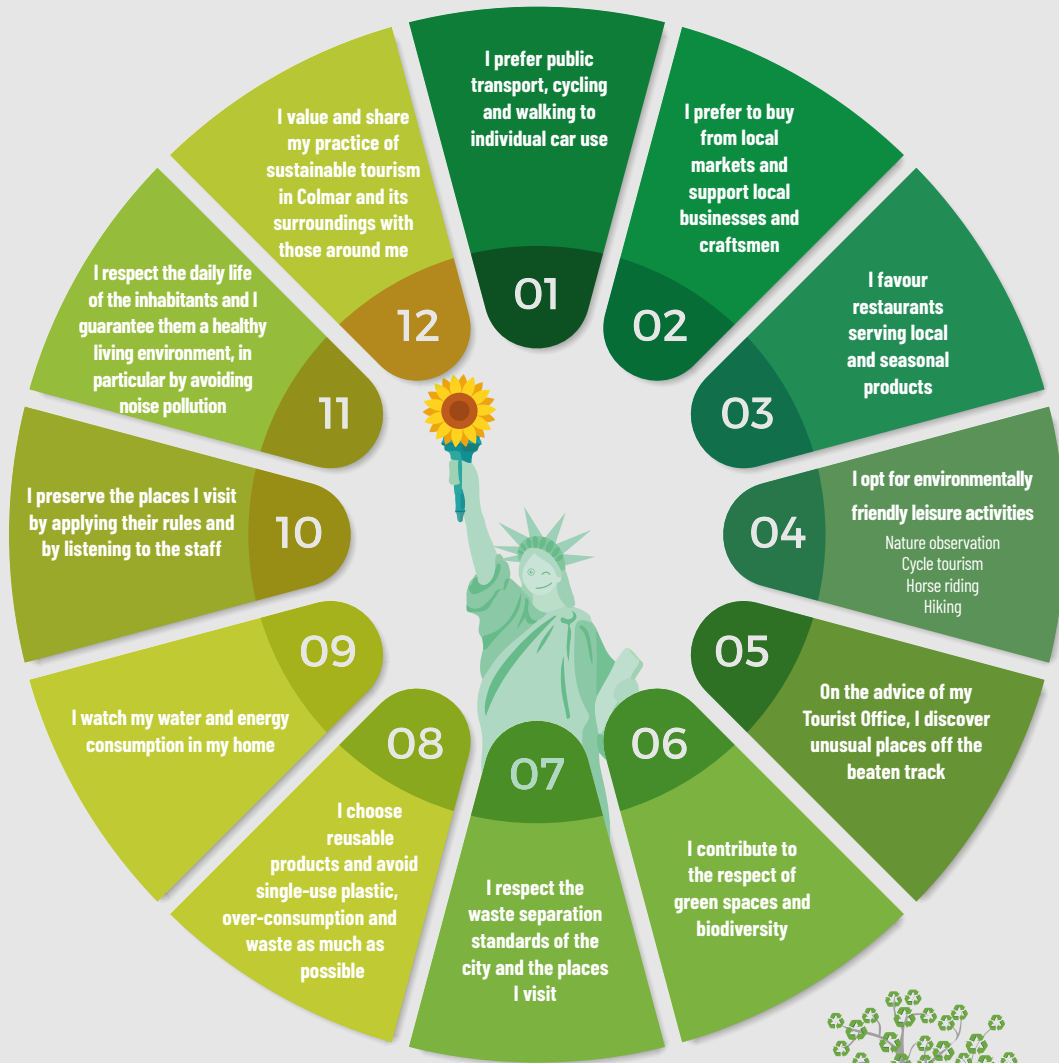 I prefer public
transport, cycling
and walking to
individual car use
01
I prefer to buy
from local
markets and
support local
businesses and
craftsmen
02
I favour
restaurants
serving local
and seasonal
products
03
I opt for environmentally
friendly leisure activities
Nature observation
Cycle tourism
Horse riding
Hiking
04
On the advice of my
Tourist Office, I discover
unusual places off the
beaten track
05
I contribute to
the respect of
green spaces and
biodiversity
06
I respect the
waste separation
standards of the
city and the places
I visit
07
I choose
reusable
products and avoid
single-use plastic,
over-consumption and
waste as much as
possible
08
I watch my water and energy
consumption in my home
09
I preserve the places I visit
by applying their rules and
by listening to the staff
10
I respect the daily life
of the inhabitants and I
guarantee them a healthy
living environment, in
particular by avoiding
noise pollution
11
I value and share
my practice of
sustainable tourism
in Colmar and its
surroundings with
those around me
12